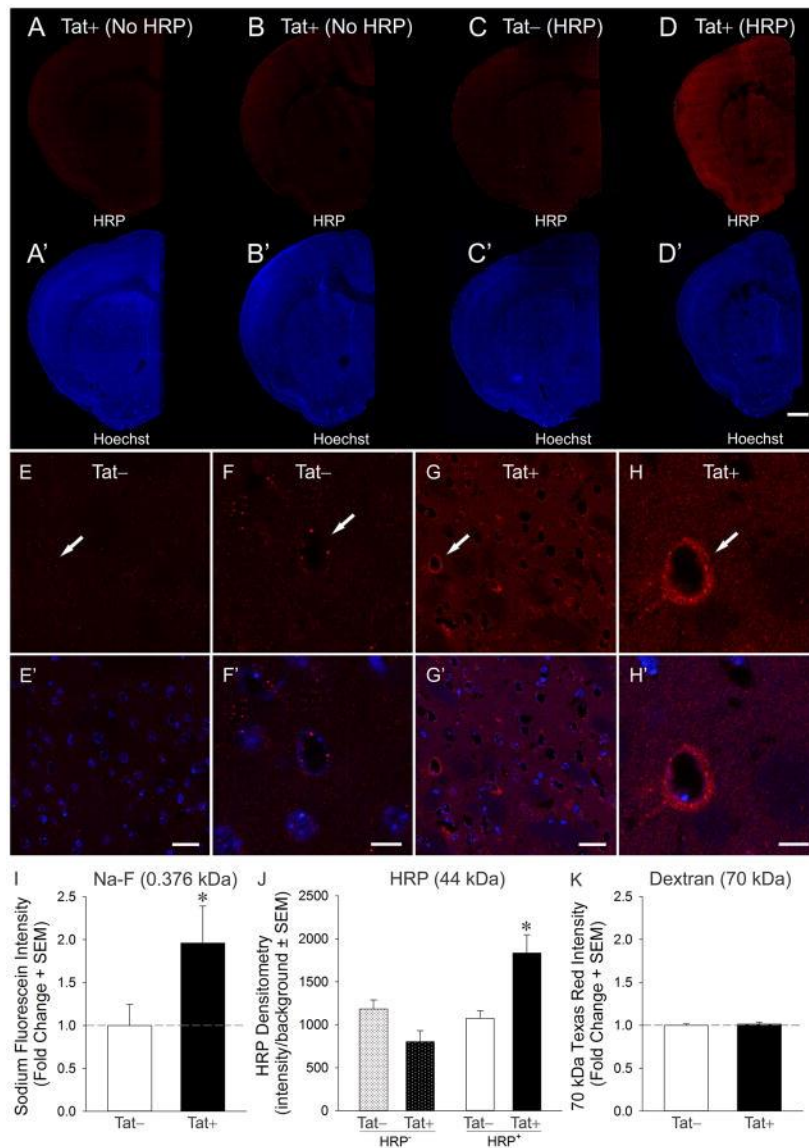 A Tat+ (No HRP) B Tat+ (No HRP) C Tat– (HRP) D Tat+ (HRP)
HRP HRP HRP HRP
A' B' C' D'
Hoechst Hoechst Hoechst Hoechst
E Tat– F Tat– G Tat+ H Tat+
E' F' G' H'
I Na-F (0.376 kDa)
Sodium Fluorescein Intensity
(Fold Change + SEM)
2.5
2.0
1.5
1.0
0.5
0.0
*
Tat– Tat+
J HRP (44 kDa)
HRP Densitometry
(intensity/background ± SEM)
2500
2000
1500
1000
500
0
*
Tat– Tat+ Tat– Tat+
HRP⁻ HRP⁺
K Dextran (70 kDa)
70 kDa Texas Red Intensity
(Fold Change + SEM)
2.5
2.0
1.5
1.0
0.5
0.0
Tat– Tat+